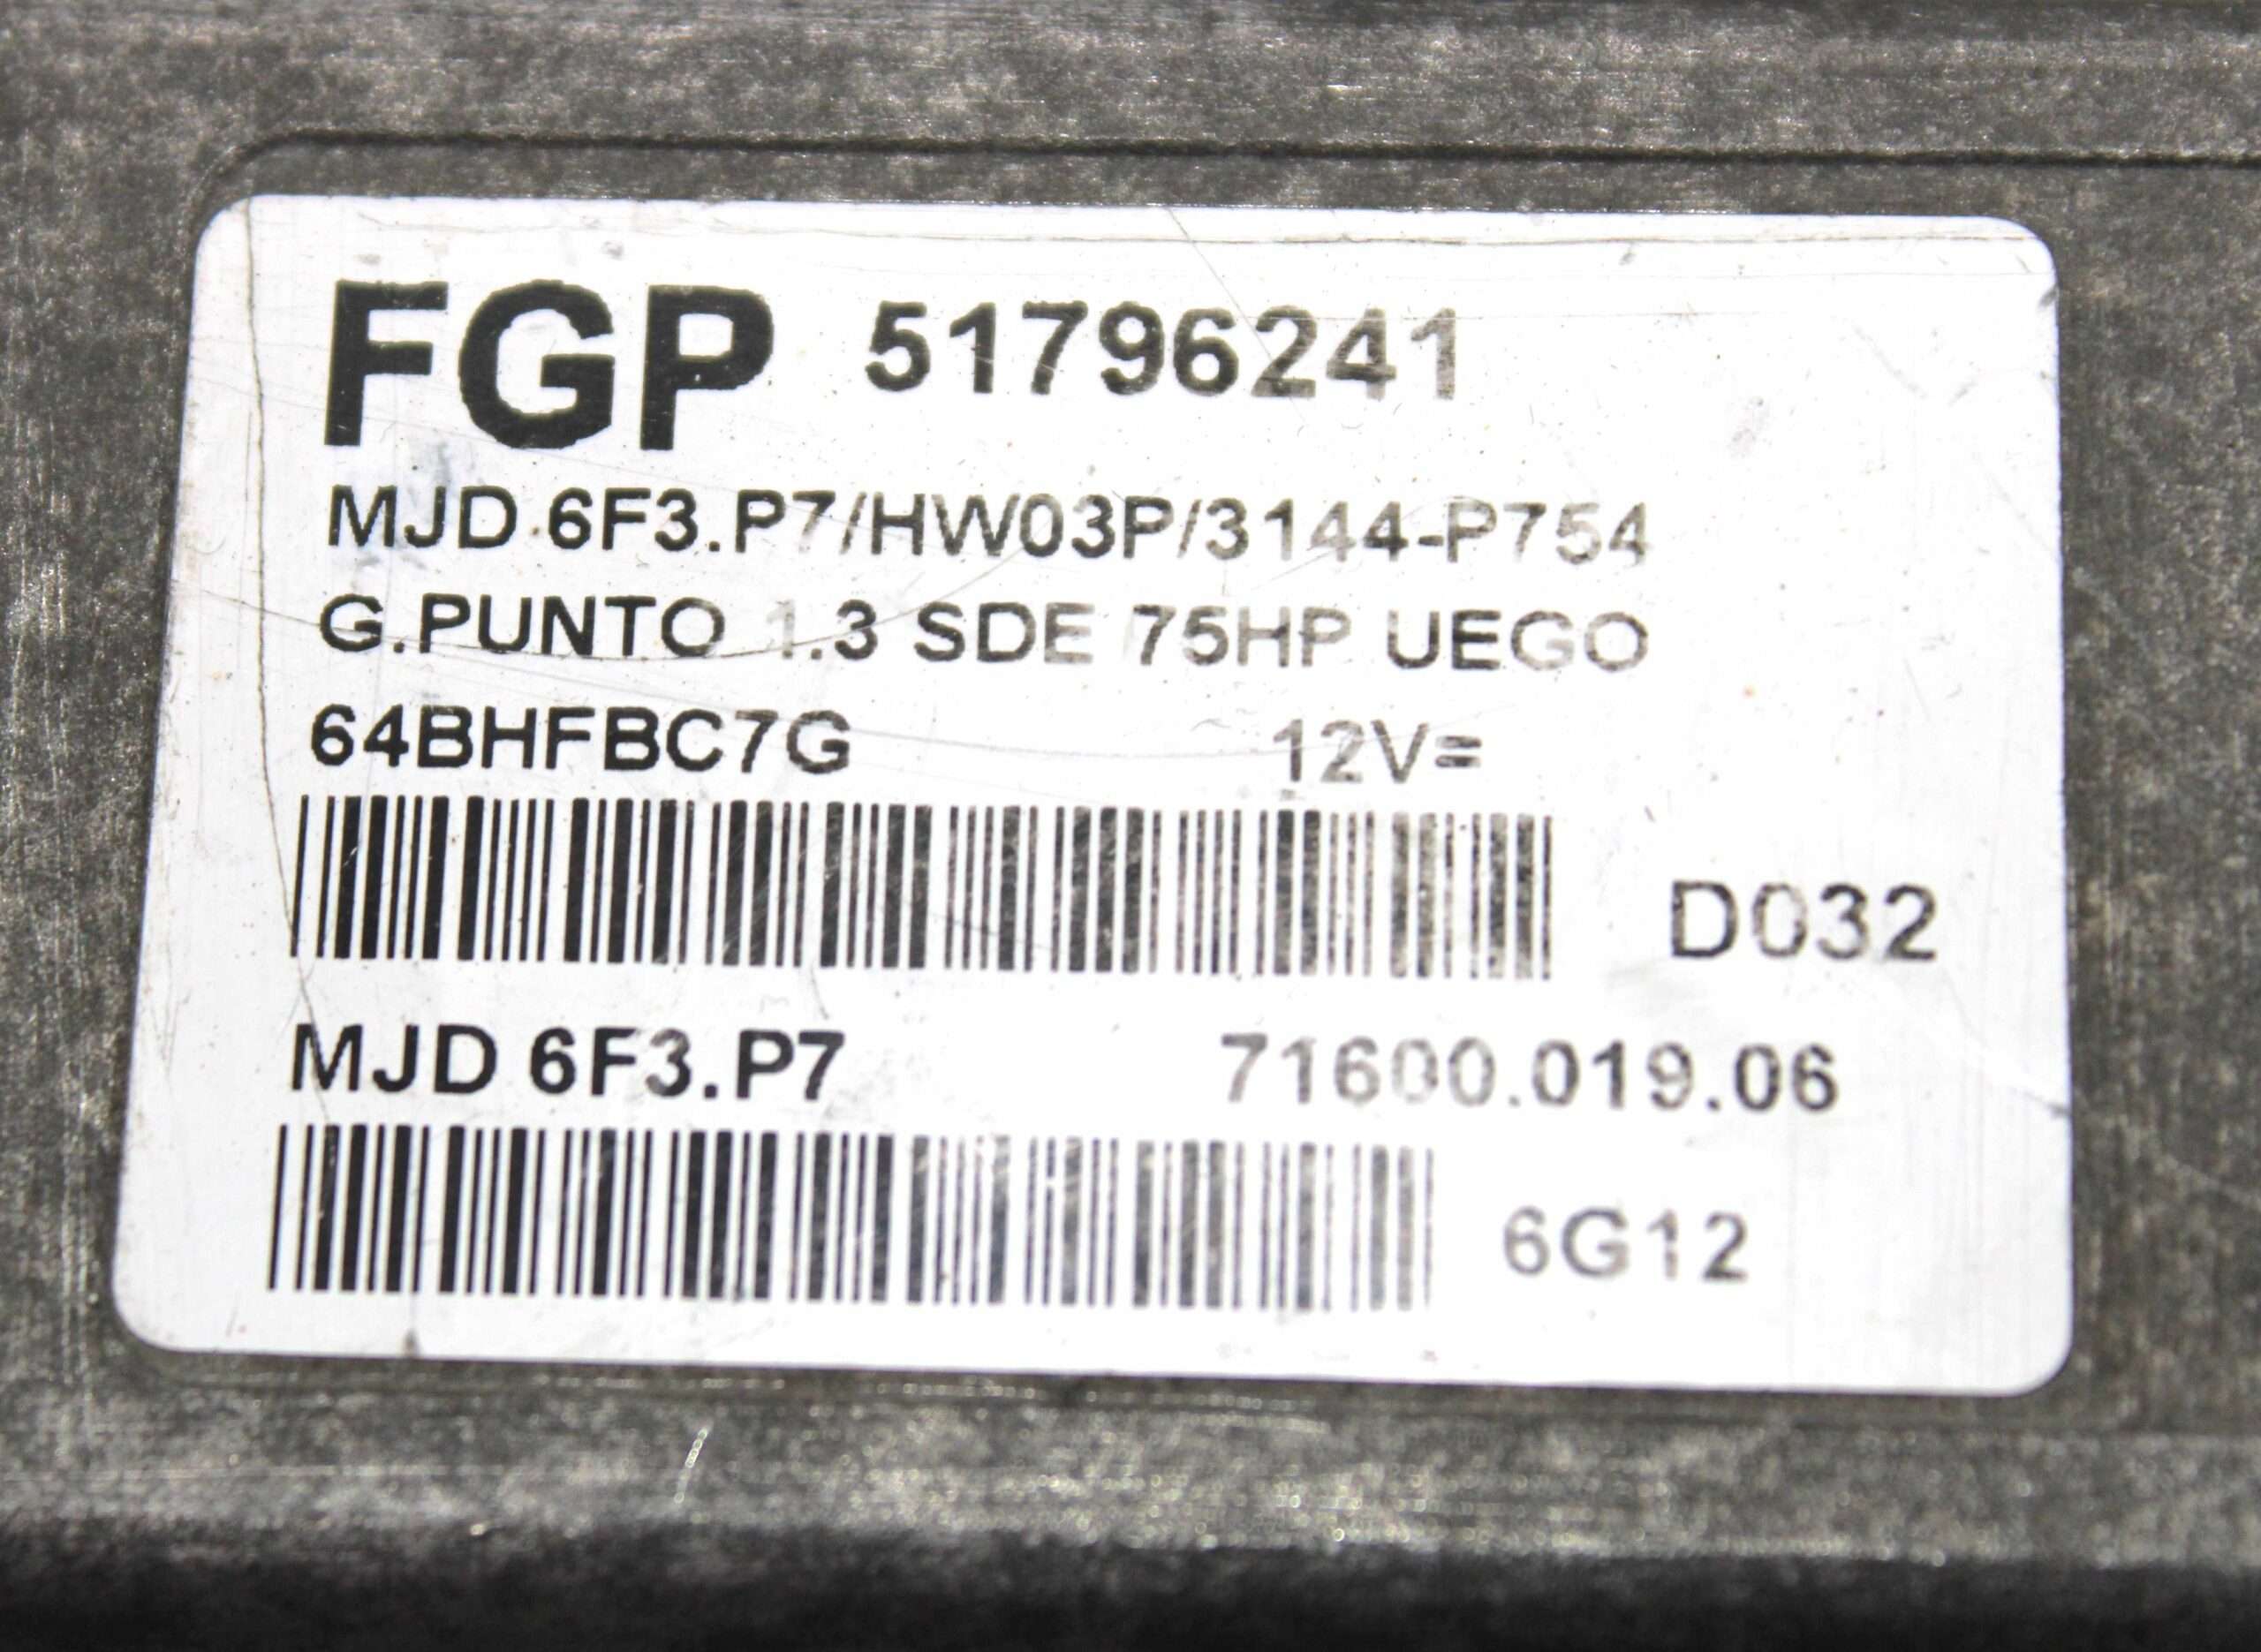 FGP 51796241
MJD 6F3.P7/HW03P/3144-P754
G.PUNTO 1.3 SDE 75HP UEGO
64BHFBC7G 12V=
D032
MJD 6F3.P7 71600.019.06
6G12